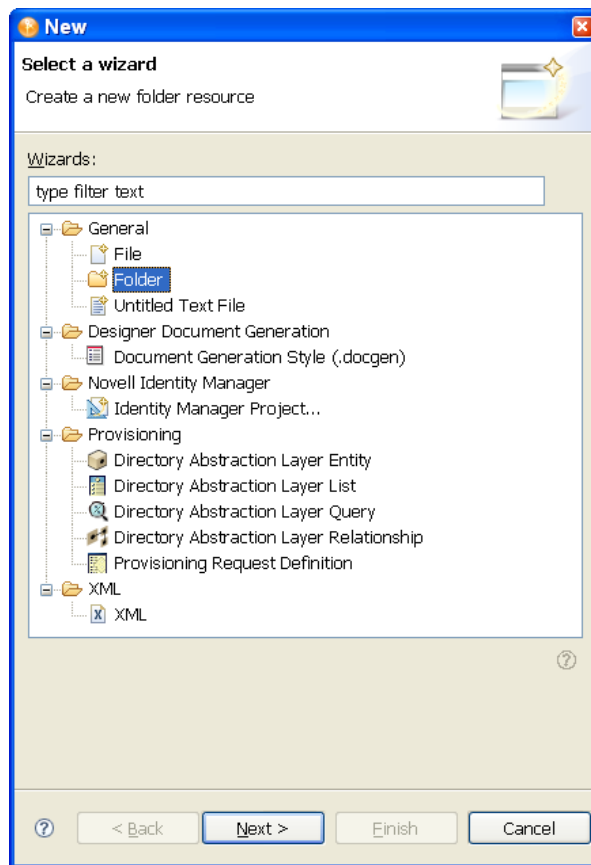 New
Select a wizard
Create a new folder resource
Wizards:
type filter text
General
File
Folder
Untitled Text File
Designer Document Generation
Document Generation Style (.docgen)
Novell Identity Manager
Identity Manager Project...
Provisioning
Directory Abstraction Layer Entity
Directory Abstraction Layer List
Directory Abstraction Layer Query
Directory Abstraction Layer Relationship
Provisioning Request Definition
XML
XML
< Back Next > Finish Cancel